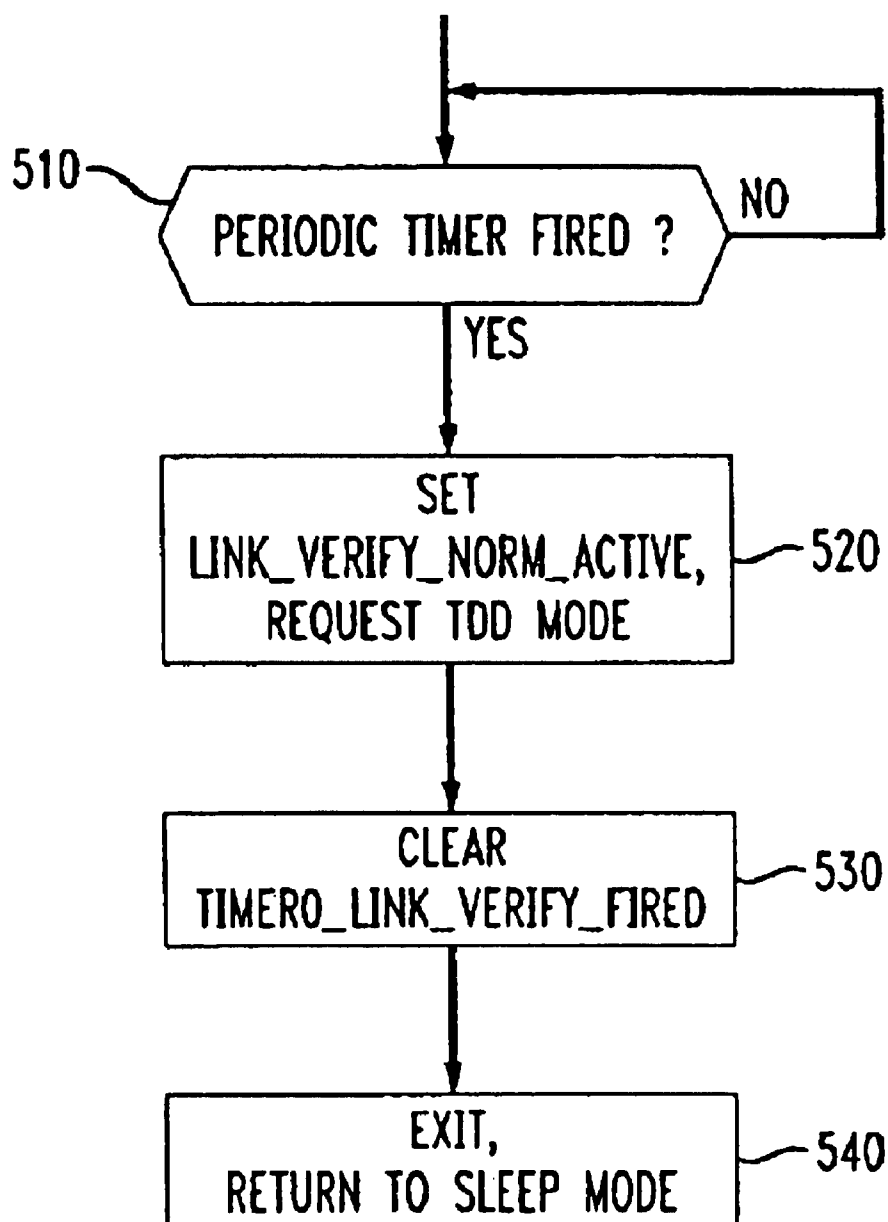 510
PERIODIC TIMER FIRED ?
NO
YES
SET
LINK_VERIFY_NORM_ACTIVE,
REQUEST TDD MODE
520
CLEAR
TIMER0_LINK_VERIFY_FIRED
530
EXIT,
RETURN TO SLEEP MODE
540